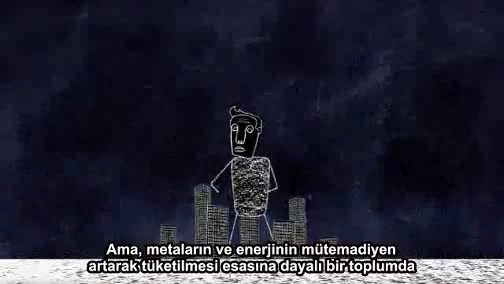 Ama, metaların ve enerjinin mütemadiyen
artarak tüketilmesi esasına dayalı bir toplumda